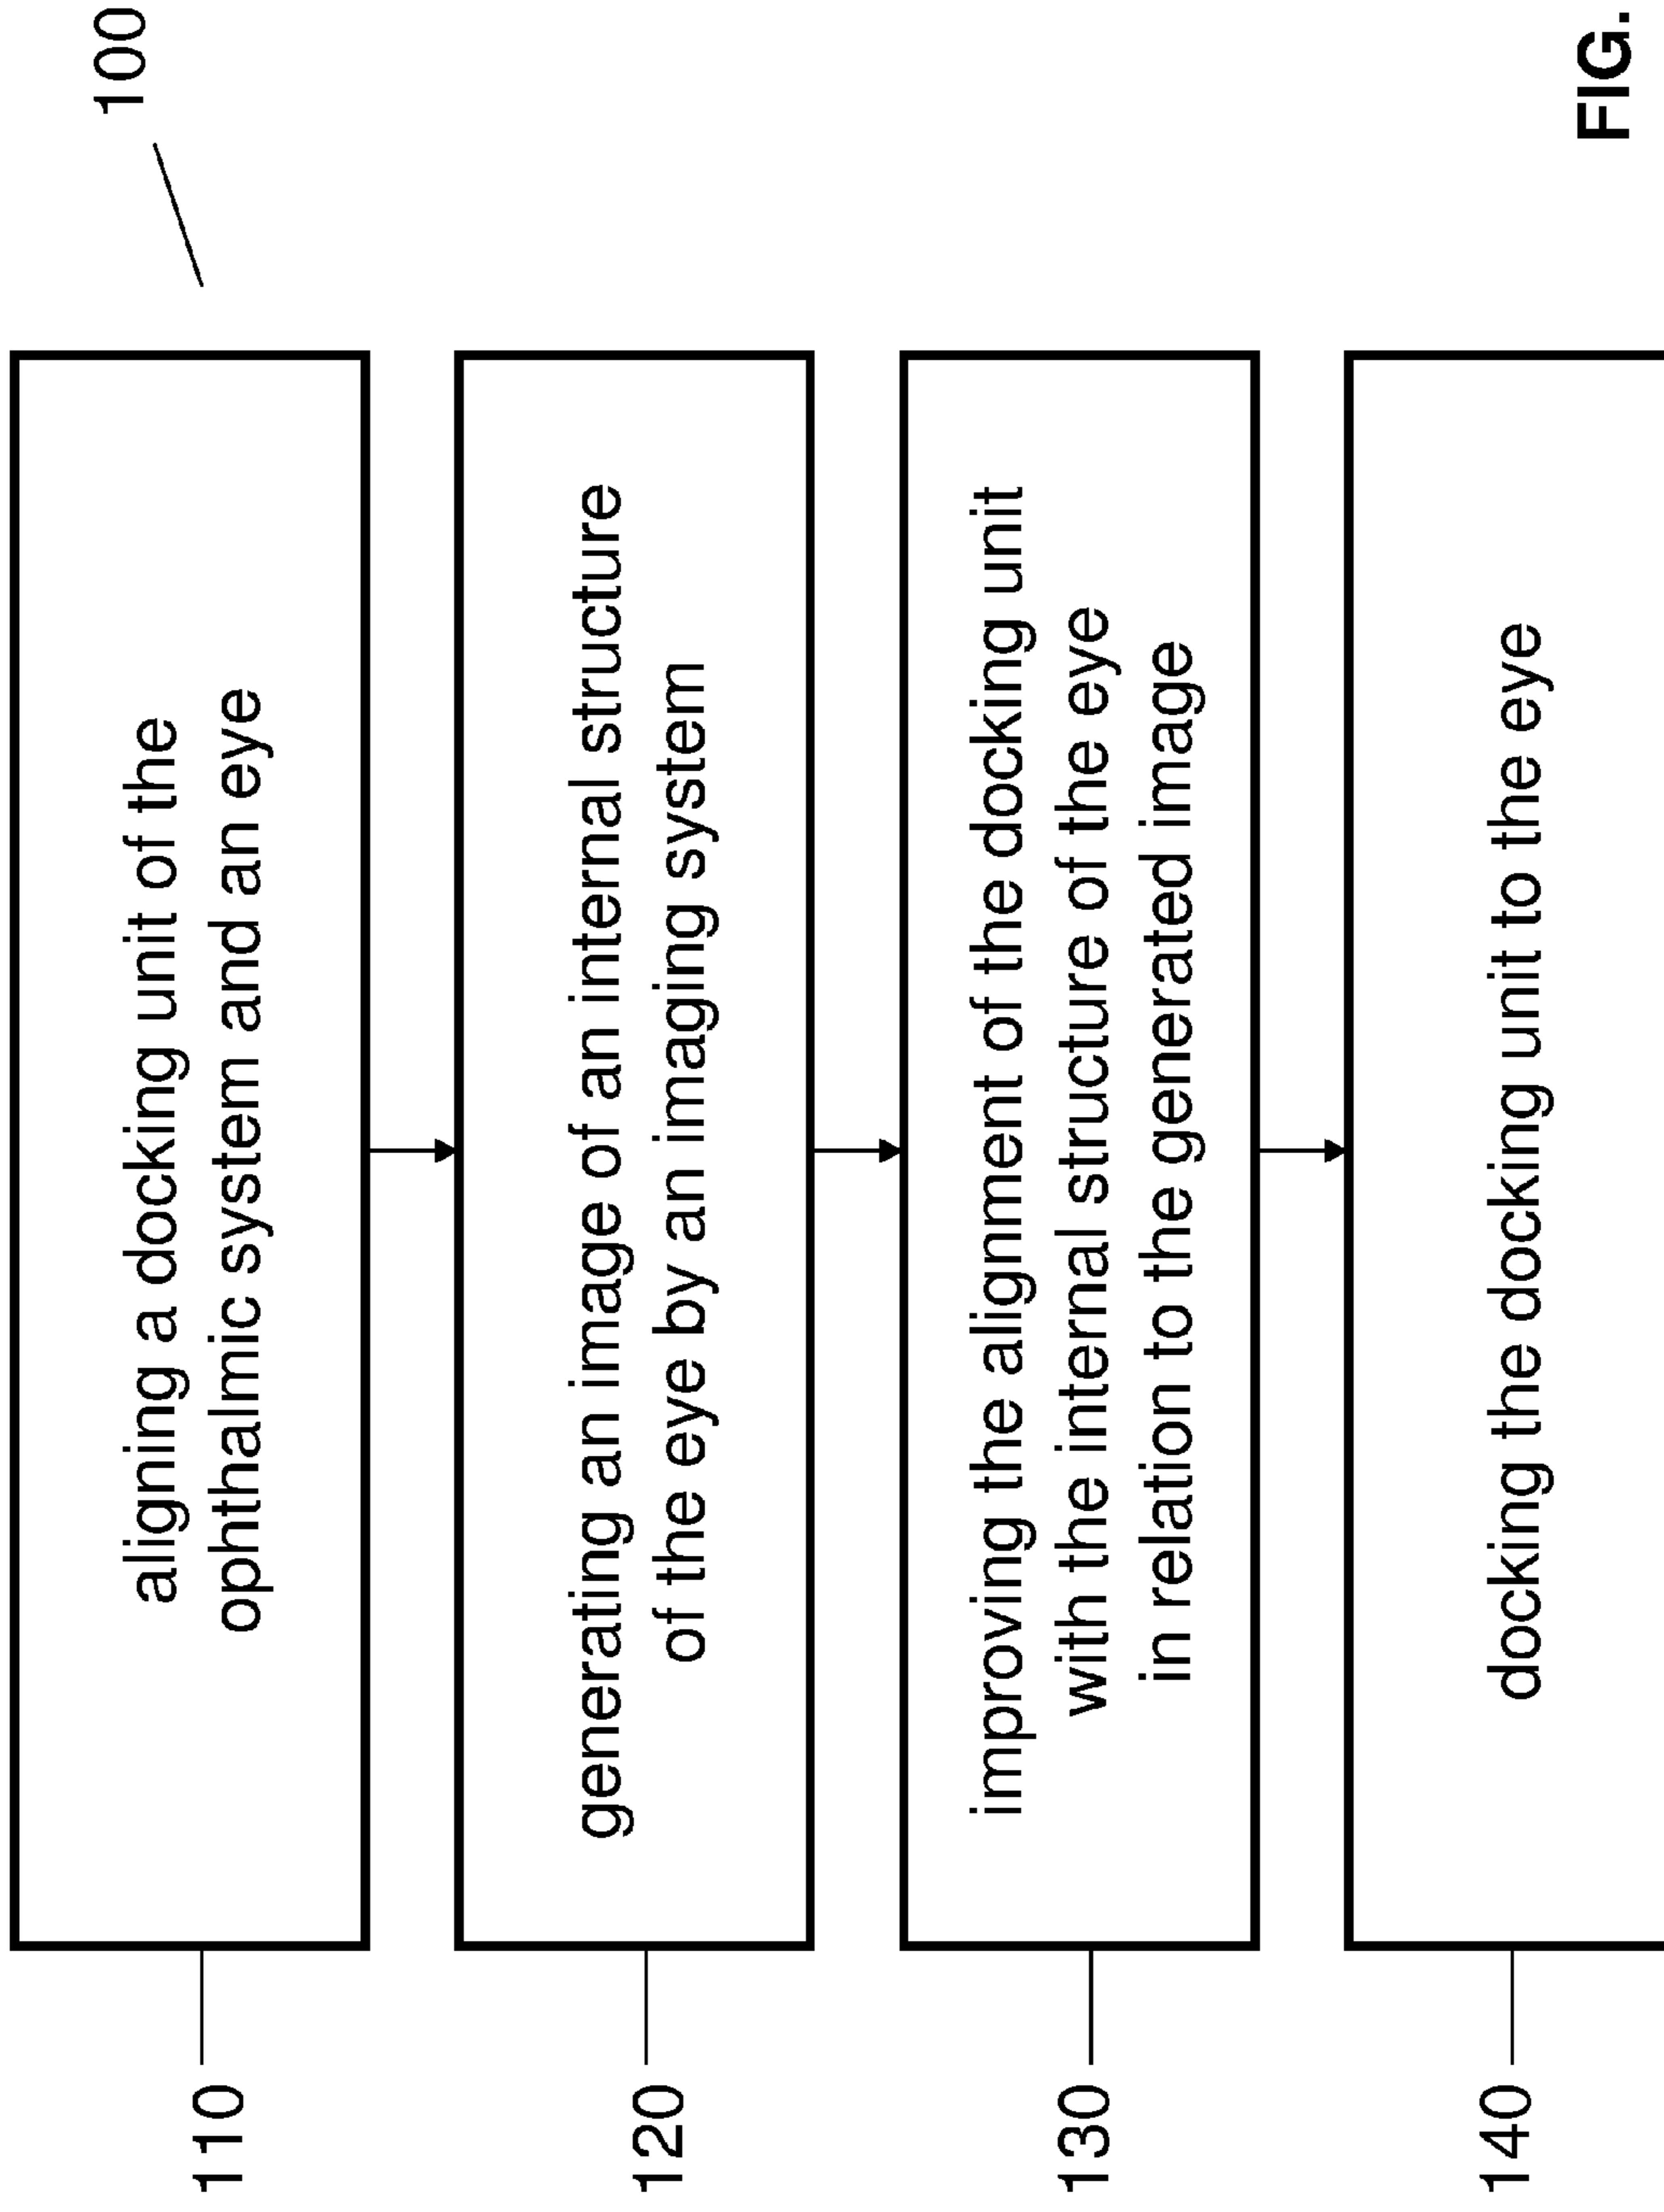 100
110
aligning a docking unit of the
ophthalmic system and an eye
120
generating an image of an internal structure
of the eye by an imaging system
130
improving the alignment of the docking unit
with the internal structure of the eye
in relation to the generated image
140
docking the docking unit to the eye
FIG.